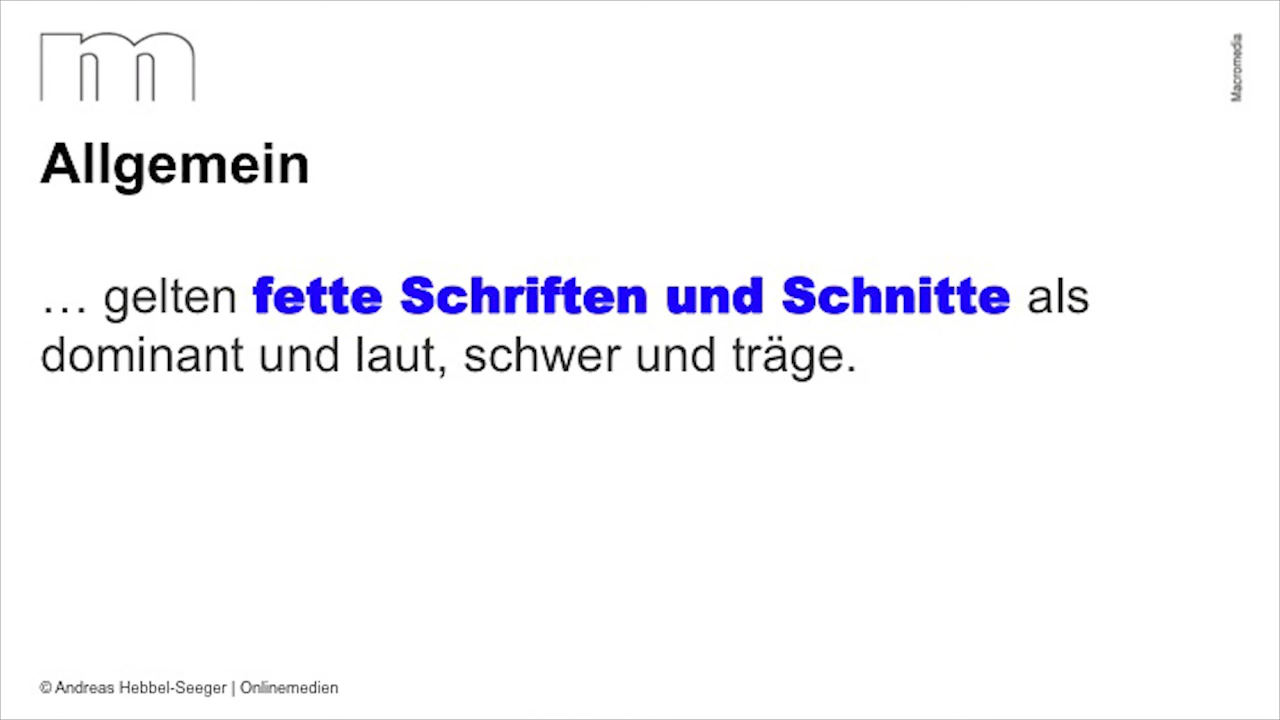 m
Macromedia
Allgemein
… gelten fette Schriften und Schnitte als
dominant und laut, schwer und träge.
© Andreas Hebbel-Seeger | Onlinemedien